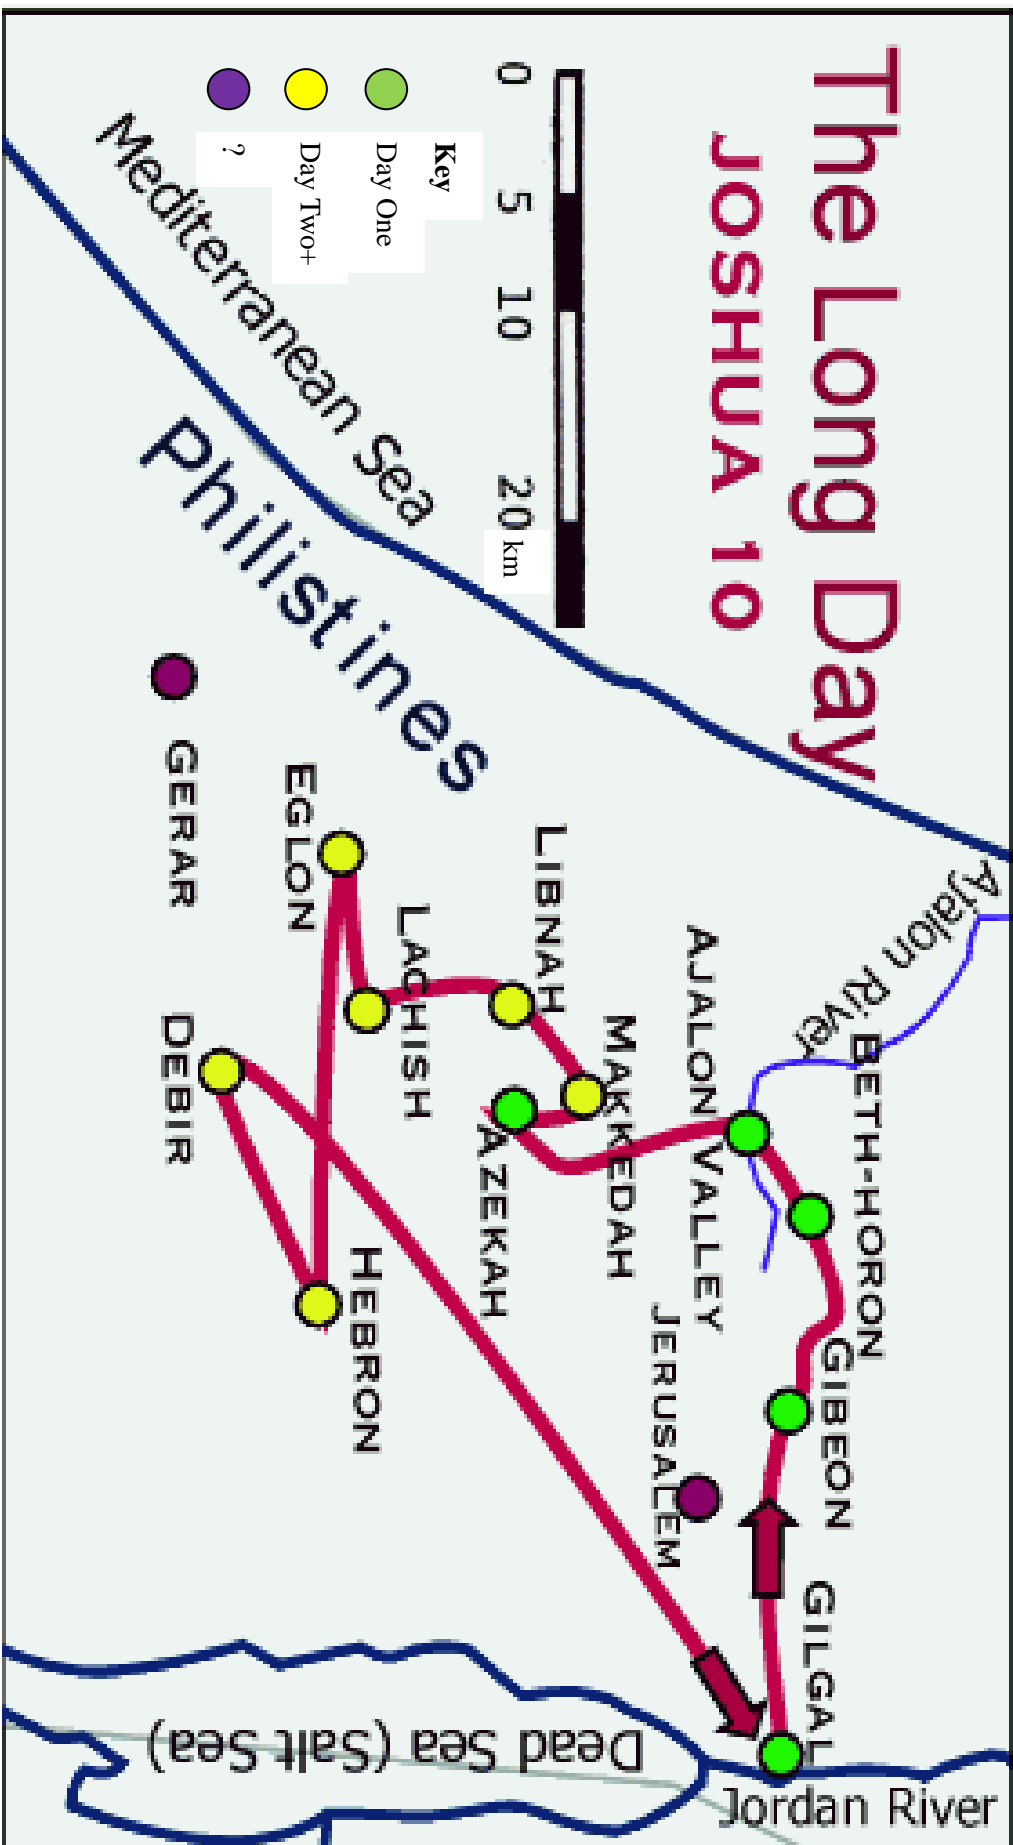 The Long Day
JOSHUA 10
0 5 10 20 km
Key
Day One
Day Two+
?
Mediterranean Sea
Philistines
Ajalon River
BETH-HORON
GIBEON
GILGAL
Jordan River
AJALON VALLEY
JERUSALEM
MAKKEDAH
LIBNAH
AZEKAH
LACHISH
EGLON
HEBRON
GERAR
DEBIR
Dead Sea (Salt Sea)